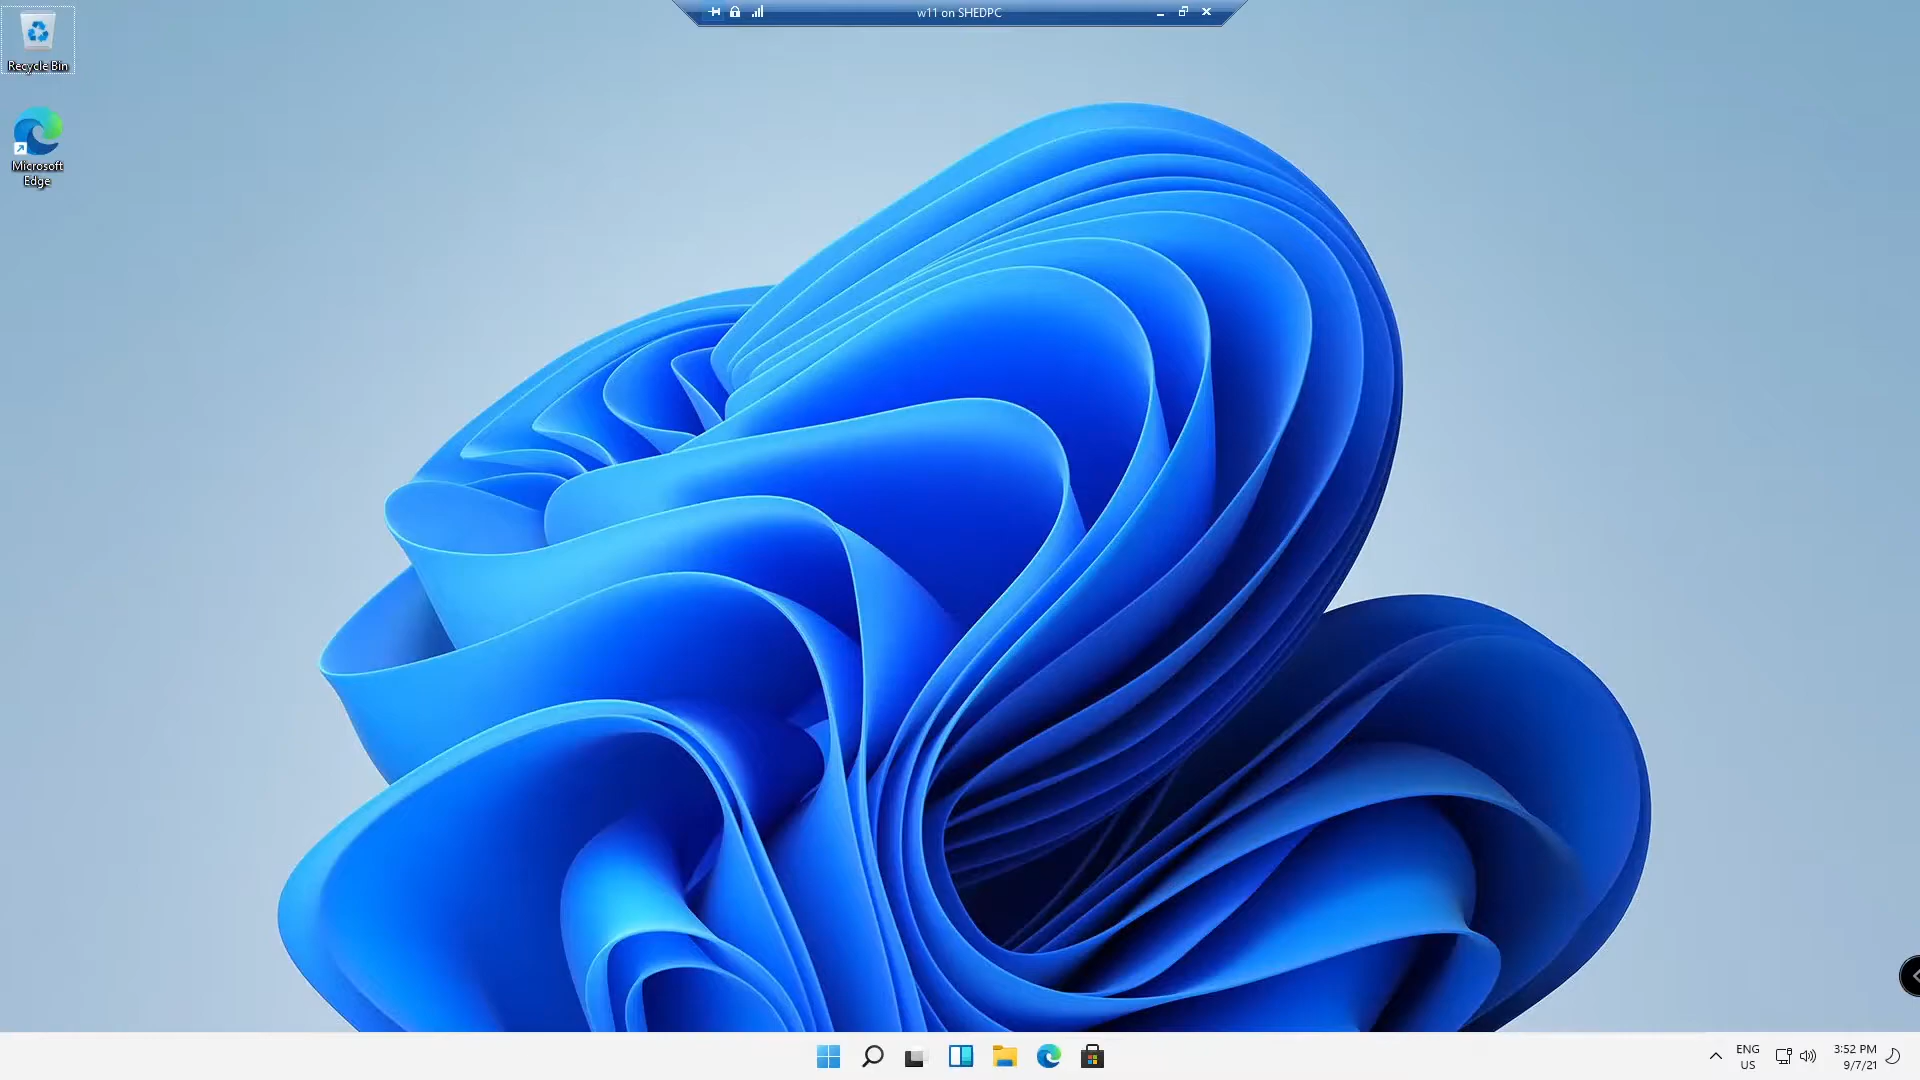 w11 on SHEDPC
Recycle Bin
Microsoft
Edge
ENG
US
3:52 PM
9/7/21